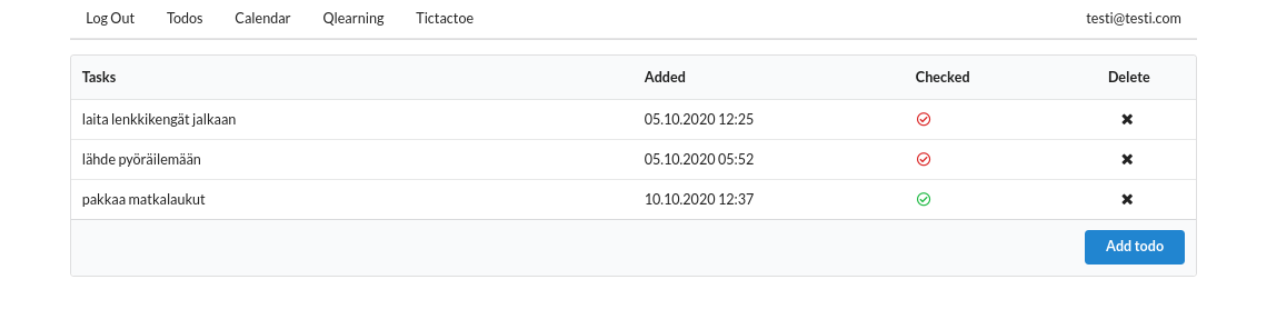 Log Out Todos Calendar Qlearning Tictactoe testi@testi.com
Tasks Added Checked Delete
laita lenkkikengät jalkaan 05.10.2020 12:25
lähde pyöräilemään 05.10.2020 05:52
pakkaa matkalaukut 10.10.2020 12:37
Add todo